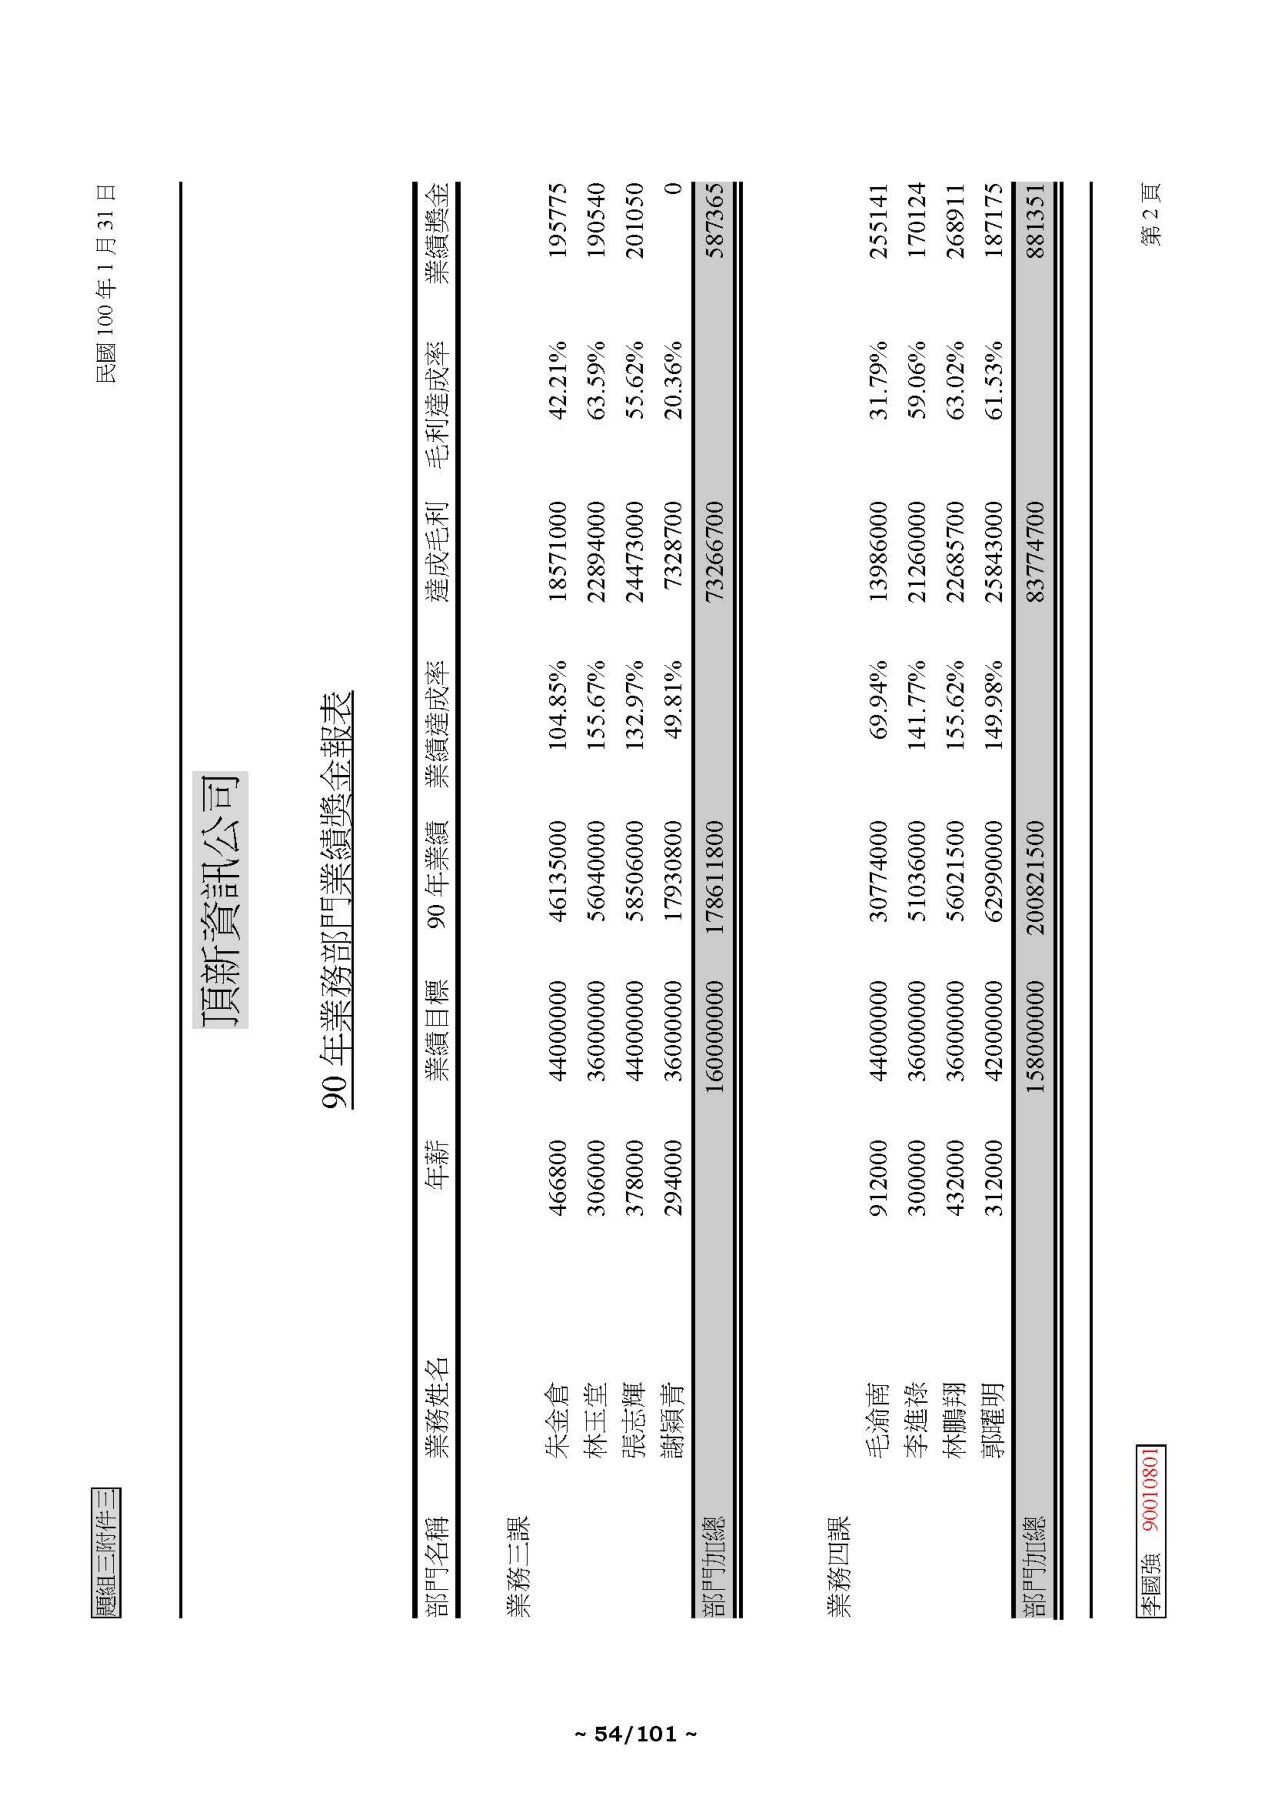 題組三附件三 民國 100 年 1 月 31 日
頂新資訊公司
90 年業務部門業績獎金報表
部門名稱 業務姓名 年薪 業績目標 90 年業績 業績達成率 達成毛利 毛利達成率 業績獎金
業務三課
朱金倉 466800 44000000 46135000 104.85% 18571000 42.21% 195775
林玉堂 306000 36000000 56040000 155.67% 22894000 63.59% 190540
張志輝 378000 44000000 58506000 132.97% 24473000 55.62% 201050
謝穎青 294000 36000000 17930800 49.81% 7328700 20.36% 0
部門加總 160000000 178611800 73266700 587365
業務四課
毛渝南 912000 44000000 30774000 69.94% 13986000 31.79% 255141
李進祿 300000 36000000 51036000 141.77% 21260000 59.06% 170124
林鵬翔 432000 36000000 56021500 155.62% 22685700 63.02% 268911
郭曜明 312000 42000000 62990000 149.98% 25843000 61.53% 187175
部門加總 158000000 200821500 83774700 881351
李國強 90010801 第 2 頁
~ 54/101 ~